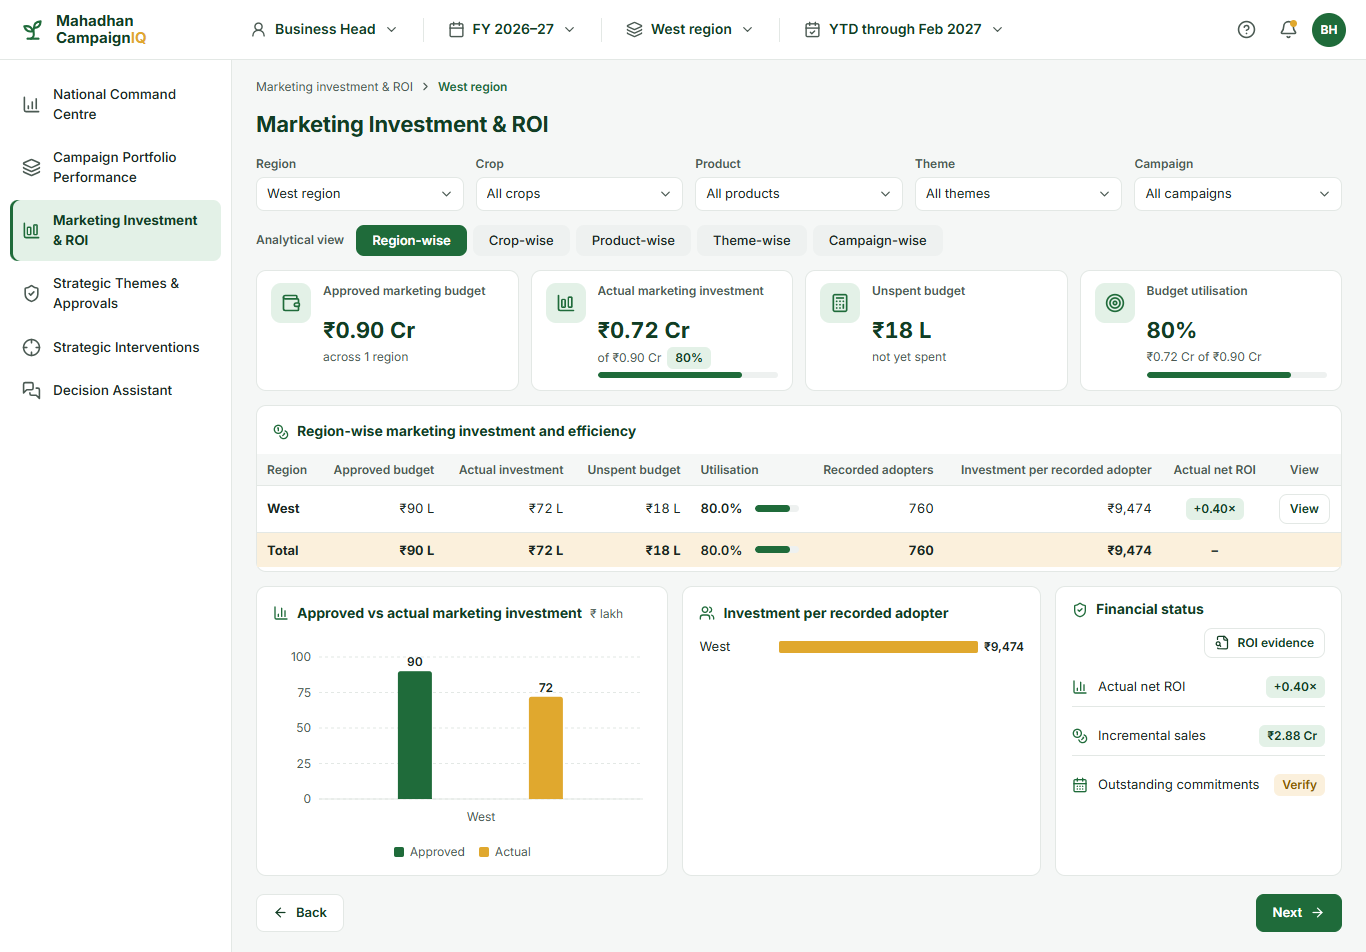 Mahadhan
CampaignIQ
Business Head
FY 2026–27
West region
YTD through Feb 2027
BH
National Command
Centre
Campaign Portfolio
Performance
Marketing Investment
& ROI
Strategic Themes &
Approvals
Strategic Interventions
Decision Assistant
Marketing investment & ROI > West region
Marketing Investment & ROI
Region Crop Product Theme Campaign
West region All crops All products All themes All campaigns
Analytical view Region-wise Crop-wise Product-wise Theme-wise Campaign-wise
Approved marketing budget
₹0.90 Cr
across 1 region
Actual marketing investment
₹0.72 Cr
of ₹0.90 Cr 80%
Unspent budget
₹18 L
not yet spent
Budget utilisation
80%
₹0.72 Cr of ₹0.90 Cr
Region-wise marketing investment and efficiency
Region Approved budget Actual investment Unspent budget Utilisation Recorded adopters Investment per recorded adopter Actual net ROI View
West ₹90 L ₹72 L ₹18 L 80.0% 760 ₹9,474 +0.40× View
Total ₹90 L ₹72 L ₹18 L 80.0% 760 ₹9,474 –
Approved vs actual marketing investment ₹ lakh
100
75
50
25
0
90
72
West
Approved Actual
Investment per recorded adopter
West ₹9,474
Financial status
ROI evidence
Actual net ROI +0.40×
Incremental sales ₹2.88 Cr
Outstanding commitments Verify
Back
Next